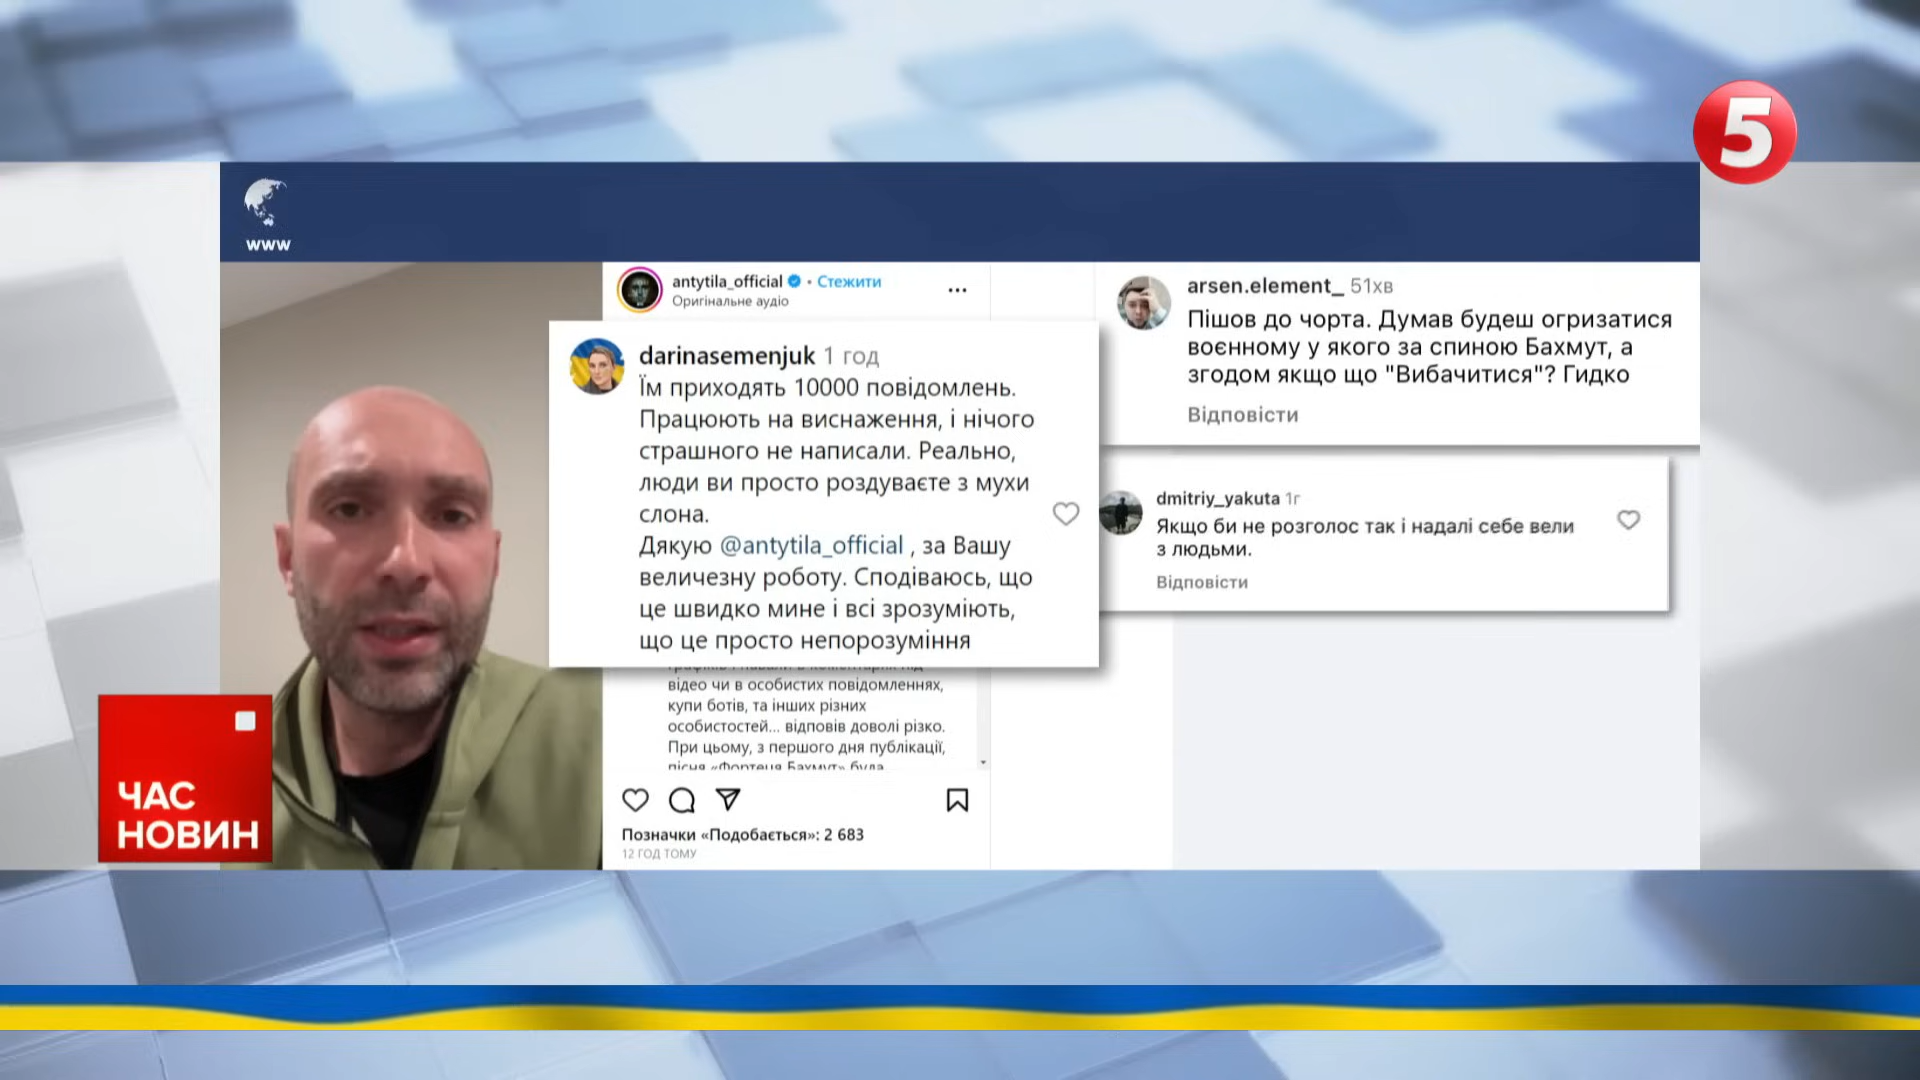 5
www
antytila_official • Стежити
Оригінальне аудіо
darinasemenjuk 1 год
Їм приходять 10000 повідомлень.
Працюють на виснаження, і нічого
страшного не написали. Реально,
люди ви просто роздуваєте з мухи
слона.
Дякую @antytila_official , за Вашу
величезну роботу. Сподіваюсь, що
це швидко мине і всі зрозуміють,
що це просто непорозуміння
відео чи в особистих повідомленнях,
купи ботів, та інших різних
особистостей... відповів доволі різко.
При цьому, з першого дня публікації,
пісня «Фортеця Бахмут» була
Позначки «Подобається»: 2 683
12 ГОД ТОМУ
arsen.element_ 51хв
Пішов до чорта. Думав будеш огризатися
воєнному у якого за спиною Бахмут, а
згодом якщо що "Вибачитися"? Гидко
Відповісти
dmitriy_yakuta 1г
Якщо би не розголос так і надалі себе вели
з людьми.
Відповісти
ЧАС
НОВИН